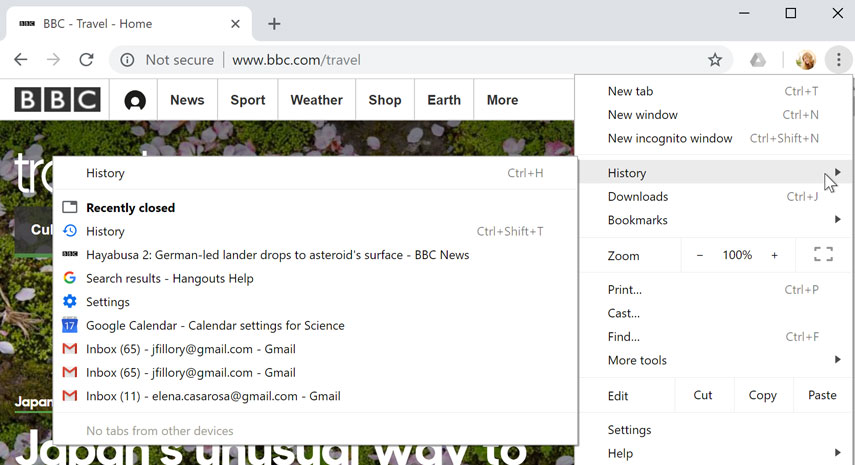 BBC - Travel - Home
Not secure | www.bbc.com/travel
BBC News Sport Weather Shop Earth More
New tab Ctrl+T
New window Ctrl+N
New incognito window Ctrl+Shift+N
History
Downloads Ctrl+J
Bookmarks
Zoom − 100% +
Print... Ctrl+P
Cast...
Find... Ctrl+F
More tools
Edit Cut Copy Paste
Settings
Help
History Ctrl+H
Recently closed
History Ctrl+Shift+T
BBC Hayabusa 2: German-led lander drops to asteroid's surface - BBC News
Search results - Hangouts Help
Settings
17 Google Calendar - Calendar settings for Science
Inbox (65) - jfillory@gmail.com - Gmail
Inbox (65) - jfillory@gmail.com - Gmail
Inbox (11) - elena.casarosa@gmail.com - Gmail
No tabs from other devices
Japan's unusual way to